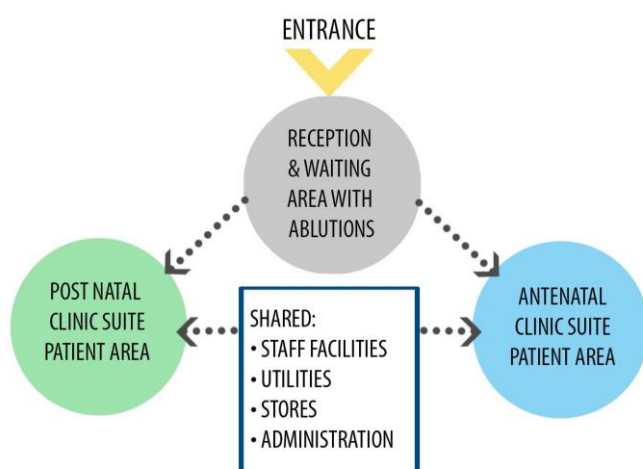 ENTRANCE
RECEPTION
& WAITING
AREA WITH
ABLUTIONS
POST NATAL
CLINIC SUITE
PATIENT AREA
SHARED:
• STAFF FACILITIES
• UTILITIES
• STORES
• ADMINISTRATION
ANTENATAL
CLINIC SUITE
PATIENT AREA